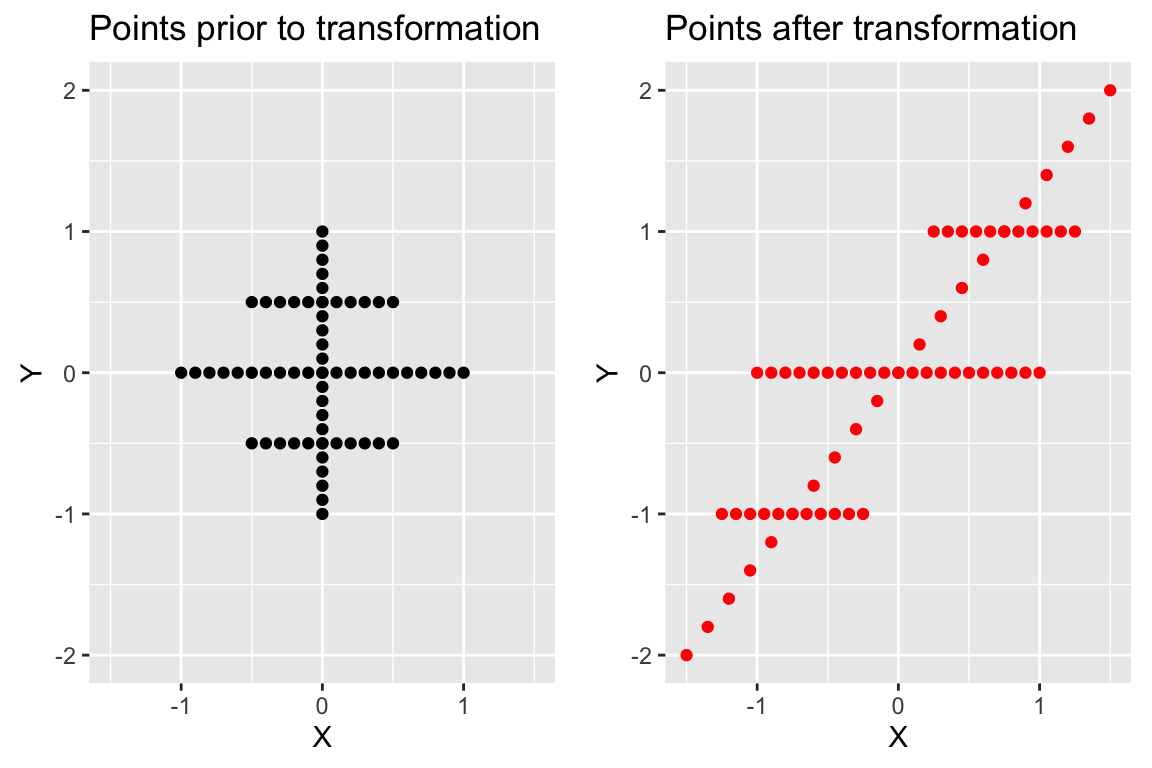 Points prior to transformation
2
1
0
-1
-2
Y
-1 0 1
X
Points after transformation
2
1
0
-1
-2
Y
-1 0 1
X